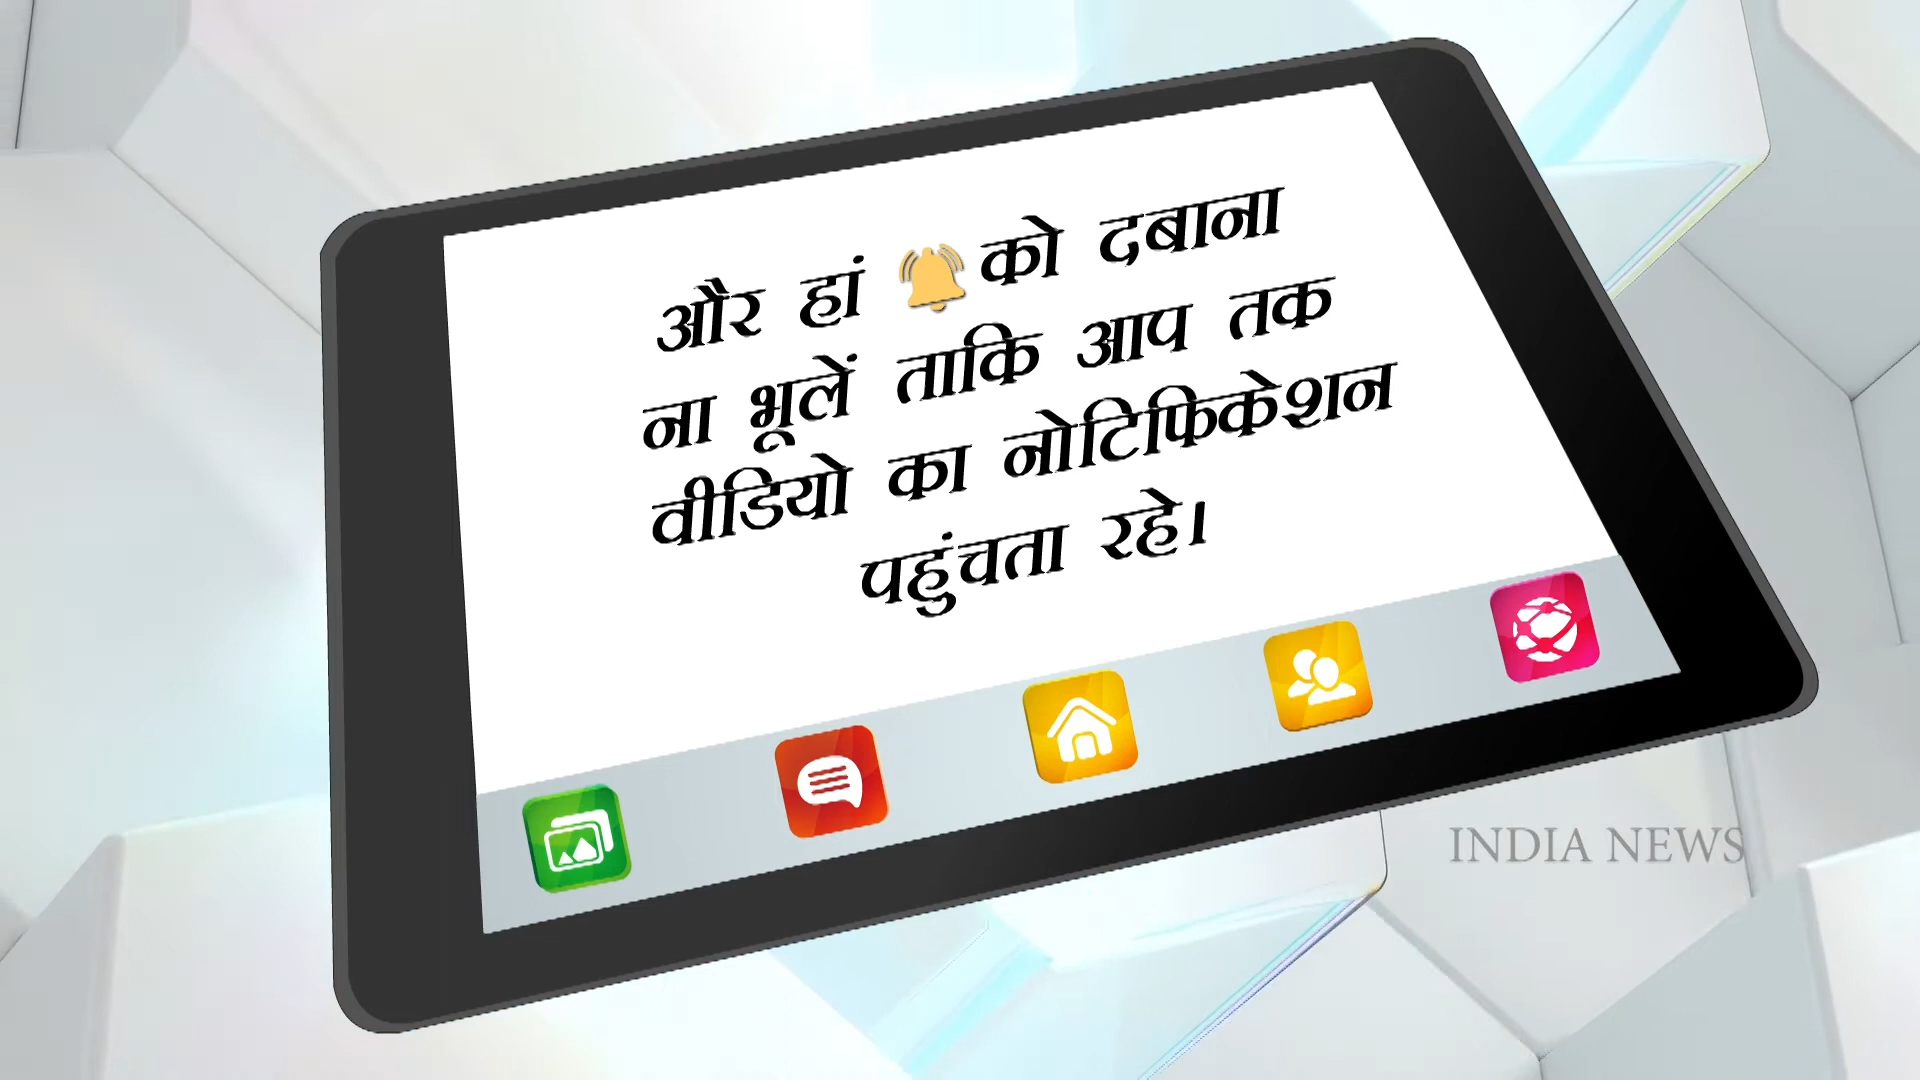 और हां 🔔 को दबाना
ना भूलें ताकि आप तक
वीडियो का नोटिफिकेशन
पहुंचता रहे।
INDIA NEWS